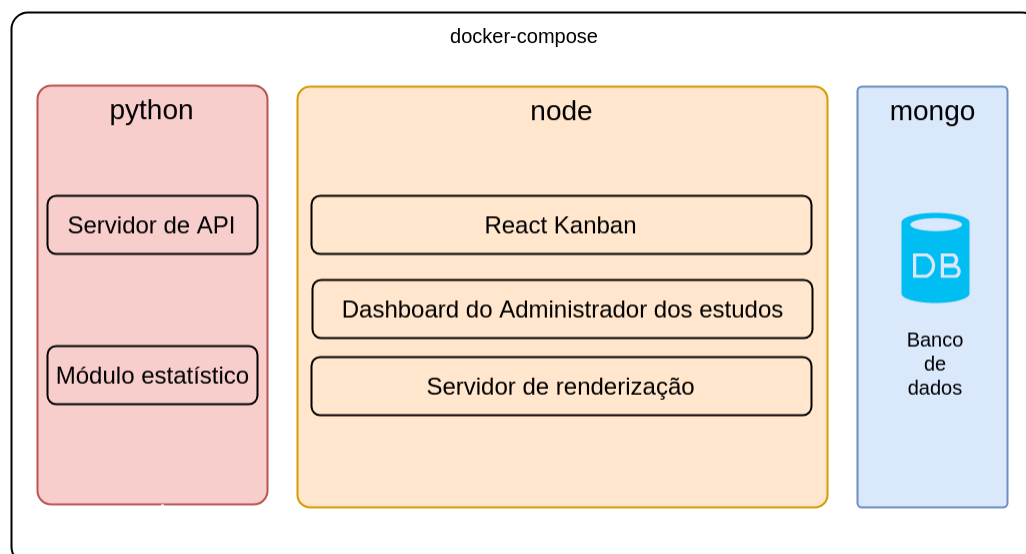 docker-compose
python
Servidor de API
Módulo estatístico
node
React Kanban
Dashboard do Administrador dos estudos
Servidor de renderização
mongo
DB
Banco
de
dados